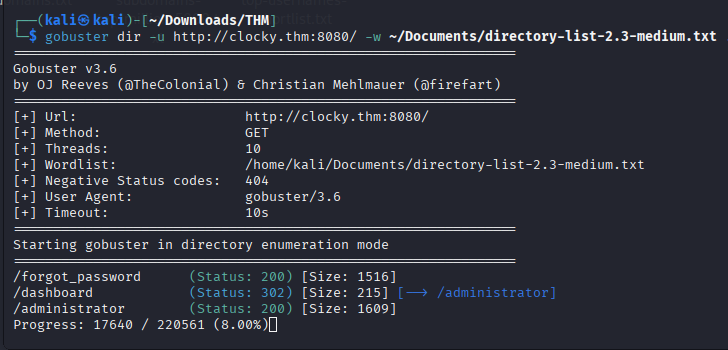 ┌──(kali㉿kali)-[~/Downloads/THM]
└─$ gobuster dir -u http://clocky.thm:8080/ -w ~/Documents/directory-list-2.3-medium.txt
===============================================================
Gobuster v3.6
by OJ Reeves (@TheColonial) & Christian Mehlmauer (@firefart)
===============================================================
[+] Url:                     http://clocky.thm:8080/
[+] Method:                  GET
[+] Threads:                 10
[+] Wordlist:                /home/kali/Documents/directory-list-2.3-medium.txt
[+] Negative Status codes:   404
[+] User Agent:              gobuster/3.6
[+] Timeout:                 10s
===============================================================
Starting gobuster in directory enumeration mode
===============================================================
/forgot_password      (Status: 200) [Size: 1516]
/dashboard            (Status: 302) [Size: 215] [--> /administrator]
/administrator        (Status: 200) [Size: 1609]
Progress: 17640 / 220561 (8.00%)